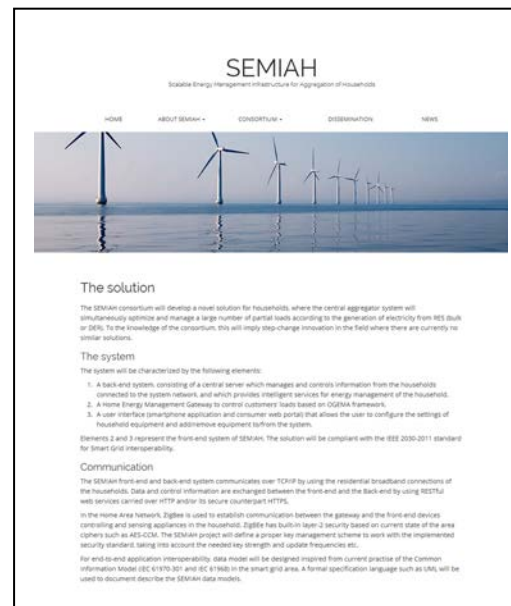 SEMIAH
Scalable Energy Management Infrastructure for Aggregation of Households
HOME ABOUT SEMIAH CONSORTIUM DISSEMINATION NEWS
The solution
The SEMIAH consortium will develop a novel solution for households, where the central aggregator system will
simultaneously optimize and manage a large number of partial loads according to the generation of electricity from RES (bulk
or DER). To the knowledge of the consortium, this will imply step-change innovation in the field where there are currently no
similar solutions.
The system
The system will be characterized by the following elements:
1. A back-end system, consisting of a central server which manages and controls information from the households
connected to the system network, and which provides intelligent services for energy management of the household.
2. A Home Energy Management Gateway to control customers' loads based on OGEMA framework.
3. A user interface (smartphone application and consumer web portal) that allows the user to configure the settings of
household equipment and add/remove equipment to/from the system.
Elements 2 and 3 represent the front-end system of SEMIAH. The solution will be compliant with the IEEE 2030-2011 standard
for Smart Grid interoperability.
Communication
The SEMIAH front-end and back-end system communicates over TCP/IP by using the residential broadband connections of
the households. Data and control information are exchanged between the front-end and the Back-end by using RESTful
web services carried over HTTP and/or its secure counterpart HTTPS.
In the Home Area Network, ZigBee is used to establish communication between the gateway and the front-end devices
controlling and sensing appliances in the household. ZigBEe has built-in layer-2 security based on current state of the area
ciphers such as AES-CCM. The SEMIAH project will define a proper key management scheme to work with the implemented
security standard, taking into account the needed key strength and update frequencies etc.
For end-to-end application interoperability, data model will be designed inspired from current practise of the Common
Information Model (IEC 61970-301 and IEC 61968) in the smart grid area. A formal specification language such as UML will be
used to document describe the SEMIAH data models.